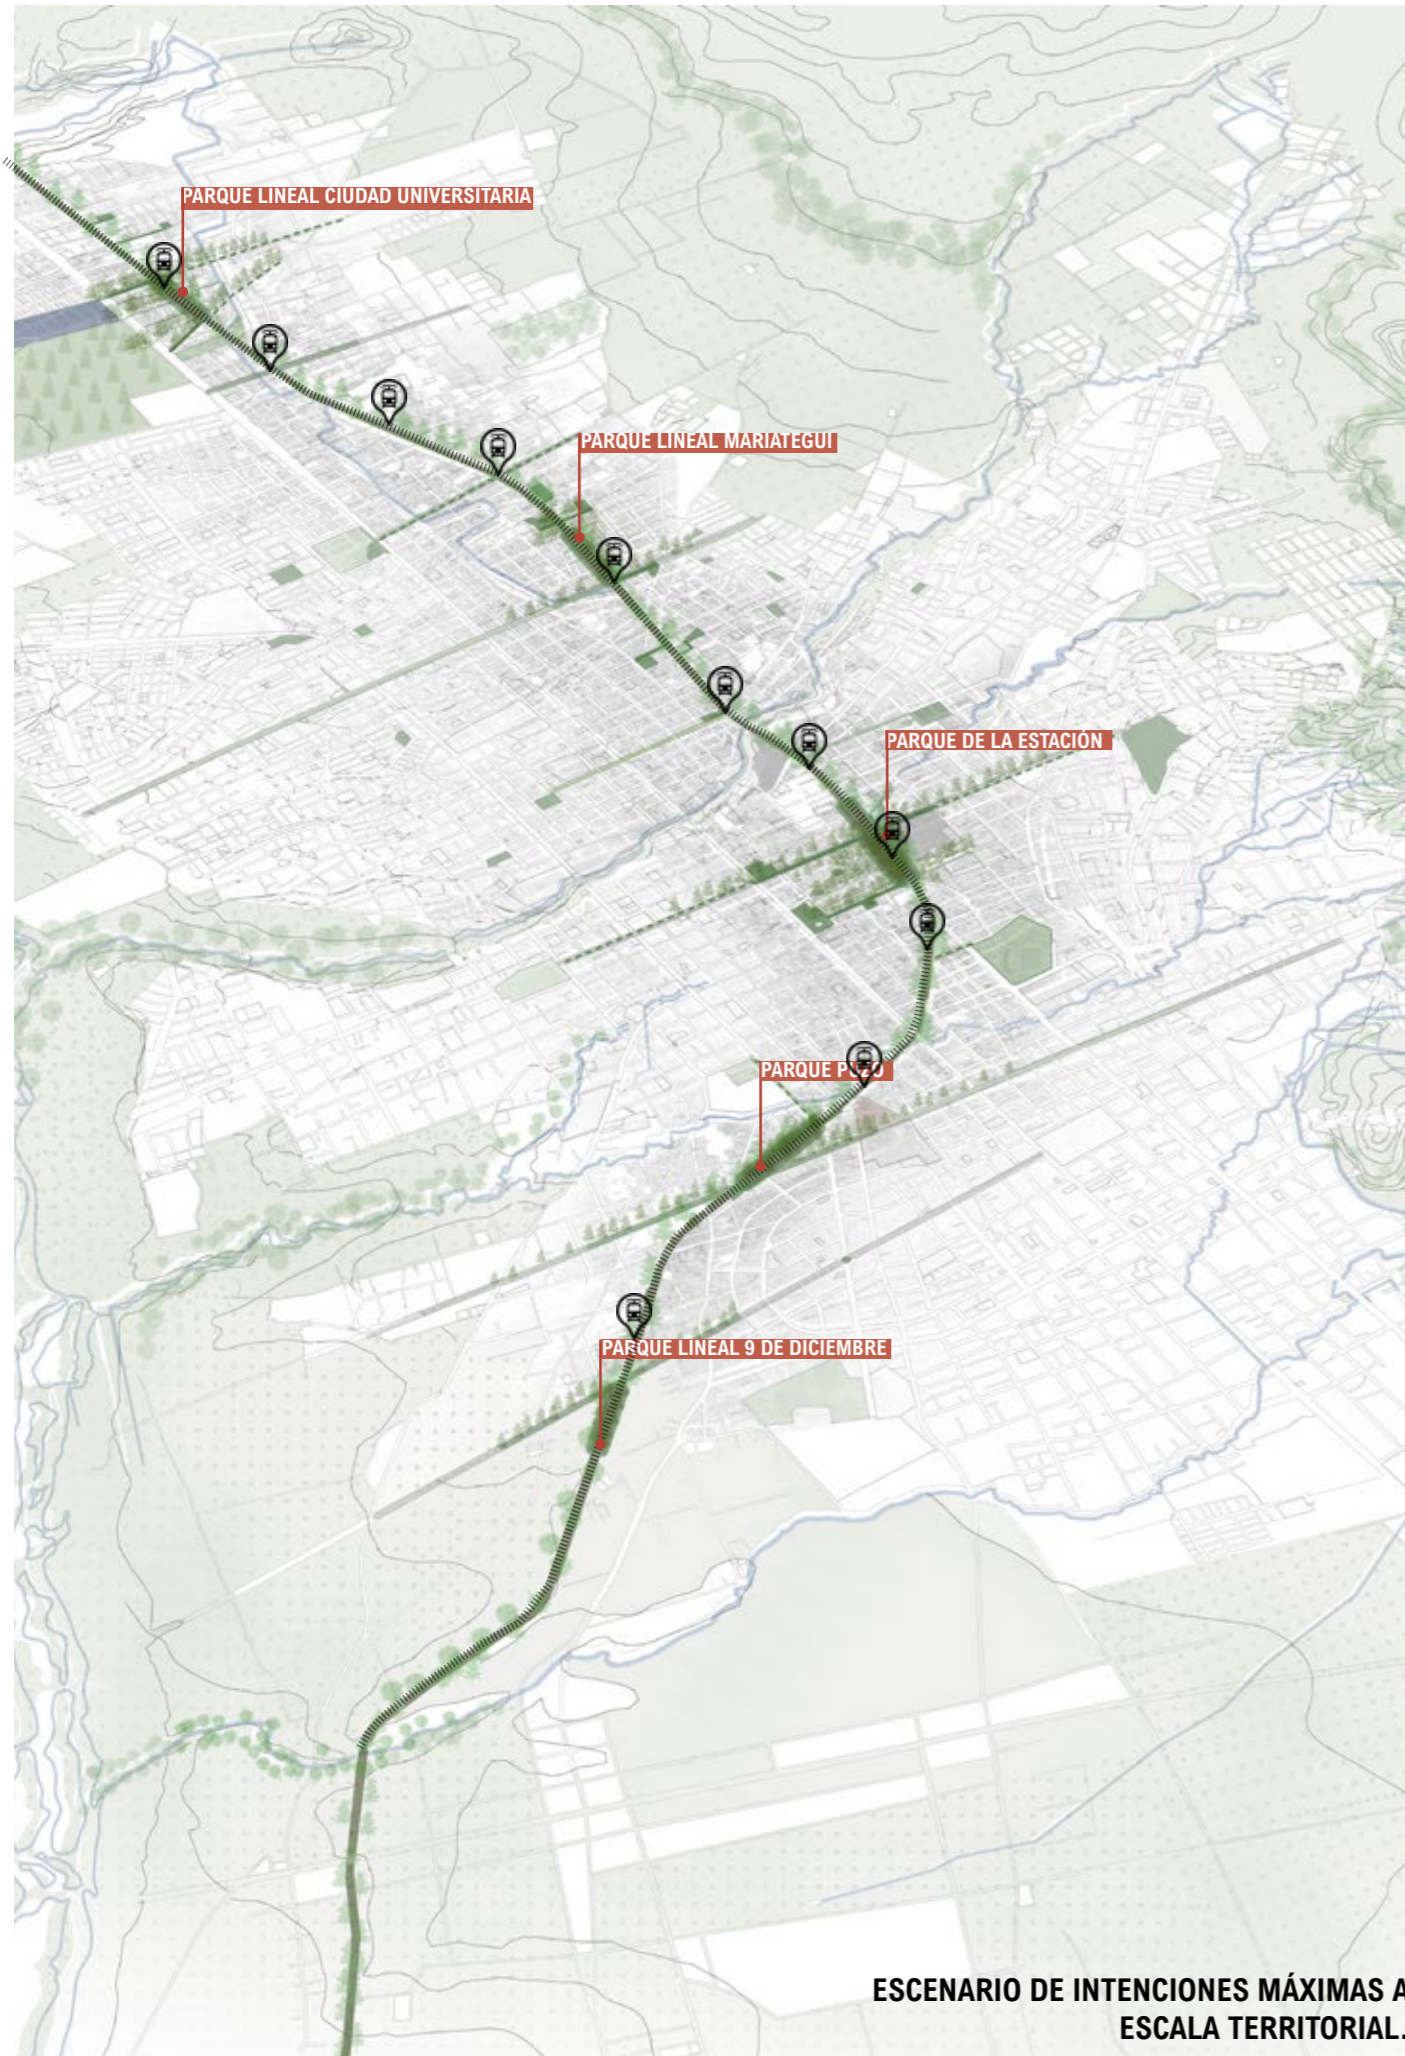 PARQUE LINEAL CIUDAD UNIVERSITARIA
PARQUE LINEAL MARIATEGUI
PARQUE DE LA ESTACIÓN
PARQUE
PARQUE LINEAL 9 DE DICIEMBRE
ESCENARIO DE INTENCIONES MÁXIMAS A
ESCALA TERRITORIAL.